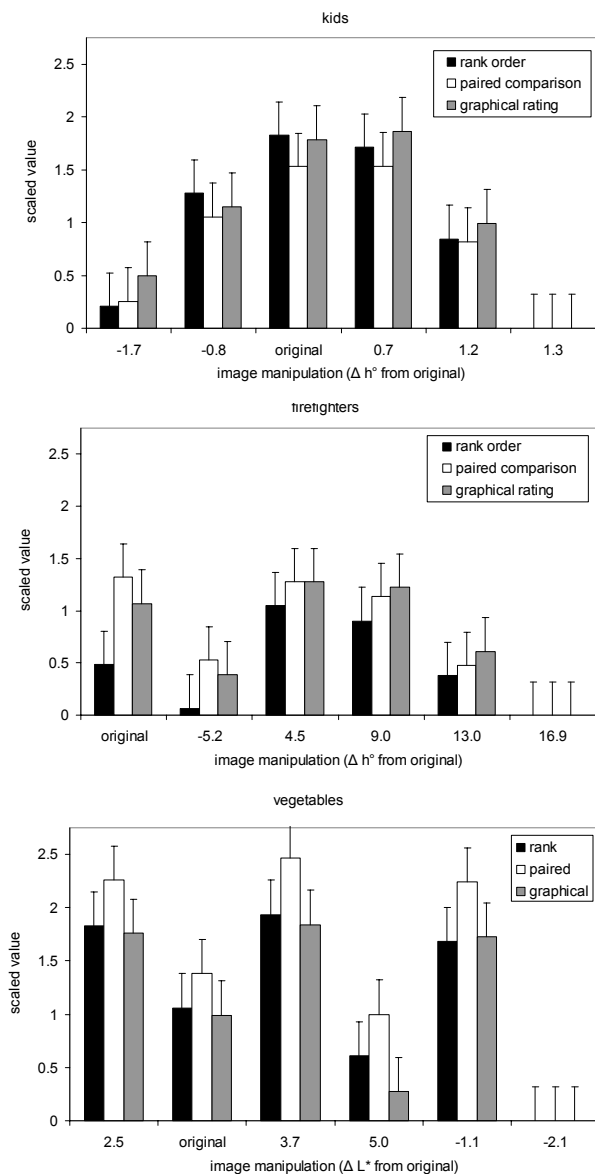 kids
2.5
2
1.5
1
0.5
0
scaled value
rank order
paired comparison
graphical rating
-1.7 -0.8 original 0.7 1.2 1.3
image manipulation (Δ h° from original)
firefighters
2.5
2
1.5
1
0.5
0
scaled value
rank order
paired comparison
graphical rating
original -5.2 4.5 9.0 13.0 16.9
image manipulation (Δ h° from original)
vegetables
2.5
2
1.5
1
0.5
0
scaled value
rank
paired
graphical
2.5 original 3.7 5.0 -1.1 -2.1
image manipulation (Δ L* from original)